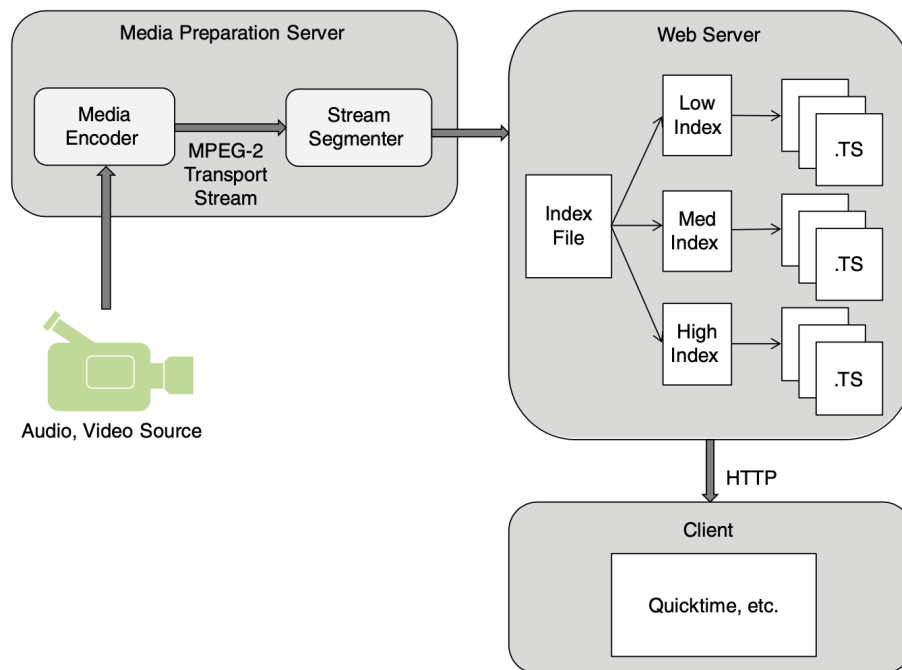 Media Preparation Server
Media
Encoder
MPEG-2
Transport
Stream
Stream
Segmenter
Audio, Video Source
Web Server
Index
File
Low
Index
.TS
Med
Index
.TS
High
Index
.TS
HTTP
Client
Quicktime, etc.